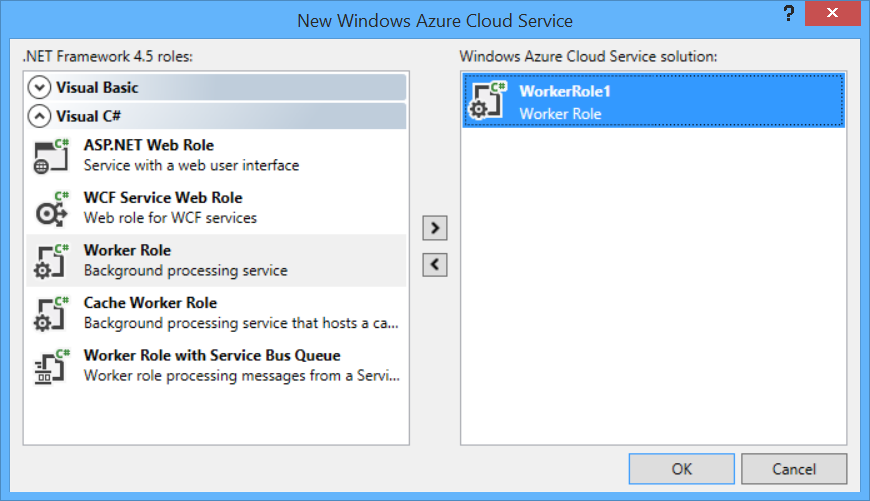 New Windows Azure Cloud Service
?
.NET Framework 4.5 roles:
Visual Basic
Visual C#
C#
ASP.NET Web Role
Service with a web user interface
C#
WCF Service Web Role
Web role for WCF services
C#
Worker Role
Background processing service
C#
Cache Worker Role
Background processing service that hosts a ca...
C#
Worker Role with Service Bus Queue
Worker role processing messages from a Servi...
Windows Azure Cloud Service solution:
C#
WorkerRole1
Worker Role
OK
Cancel